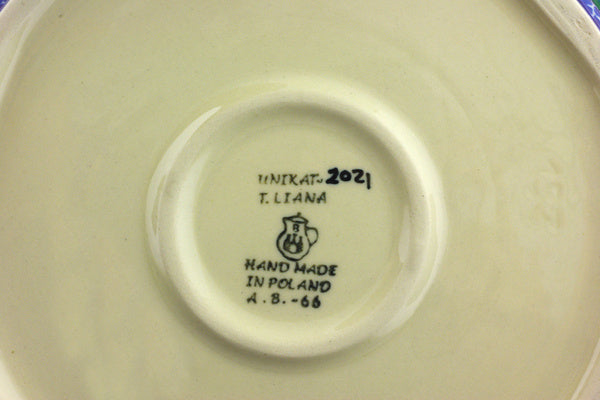 UNIKAT~ 2021
T. LIANA
B
HAND MADE
IN POLAND
A. B. -66